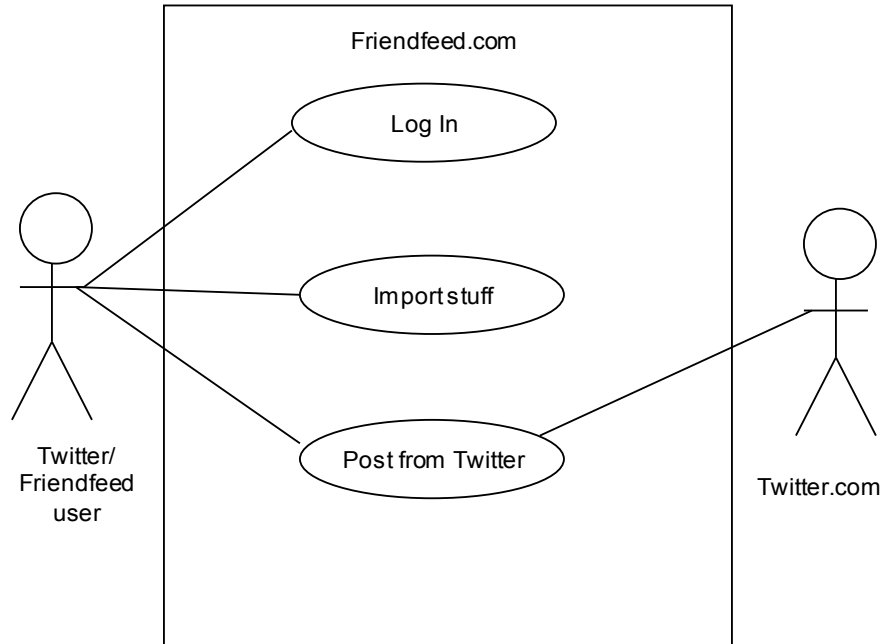 Friendfeed.com
Log In
Import stuff
Post from Twitter
Twitter/
Friendfeed
user
Twitter.com